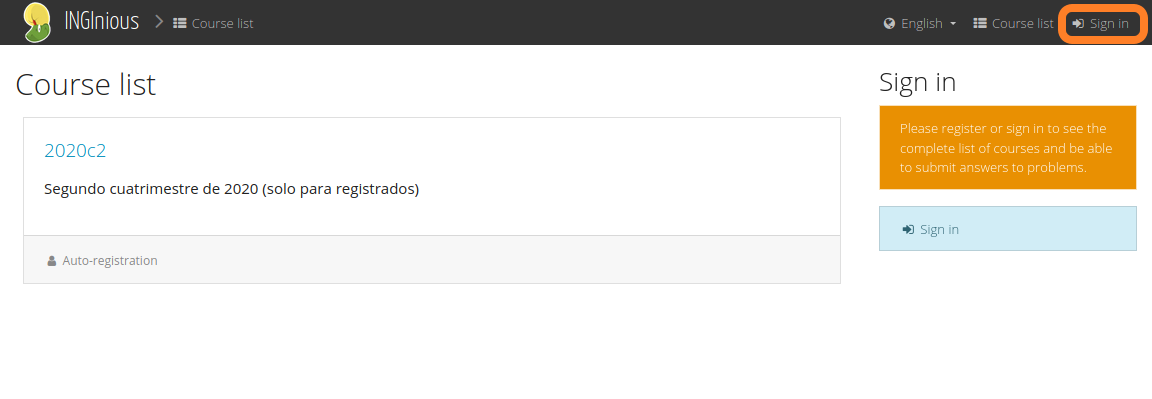 INGInious
Course list
English
Course list
Sign in
Course list
2020c2
Segundo cuatrimestre de 2020 (solo para registrados)
Auto-registration
Sign in
Please register or sign in to see the
complete list of courses and be able
to submit answers to problems.
Sign in